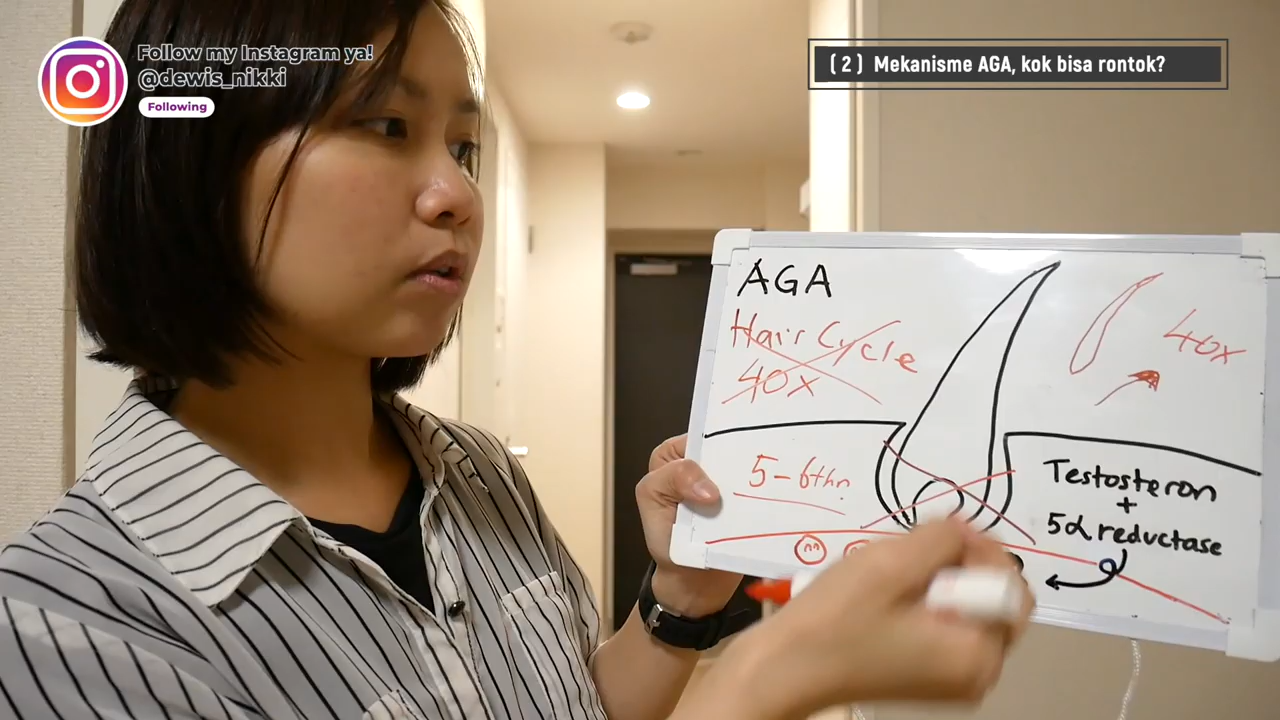 Follow my Instagram ya!
@dewis_nikki
Following
( 2 ) Mekanisme AGA, kok bisa rontok?
AGA
Hair Cycle
40x
40x
5-6thn
Testosteron
+
5α reductase